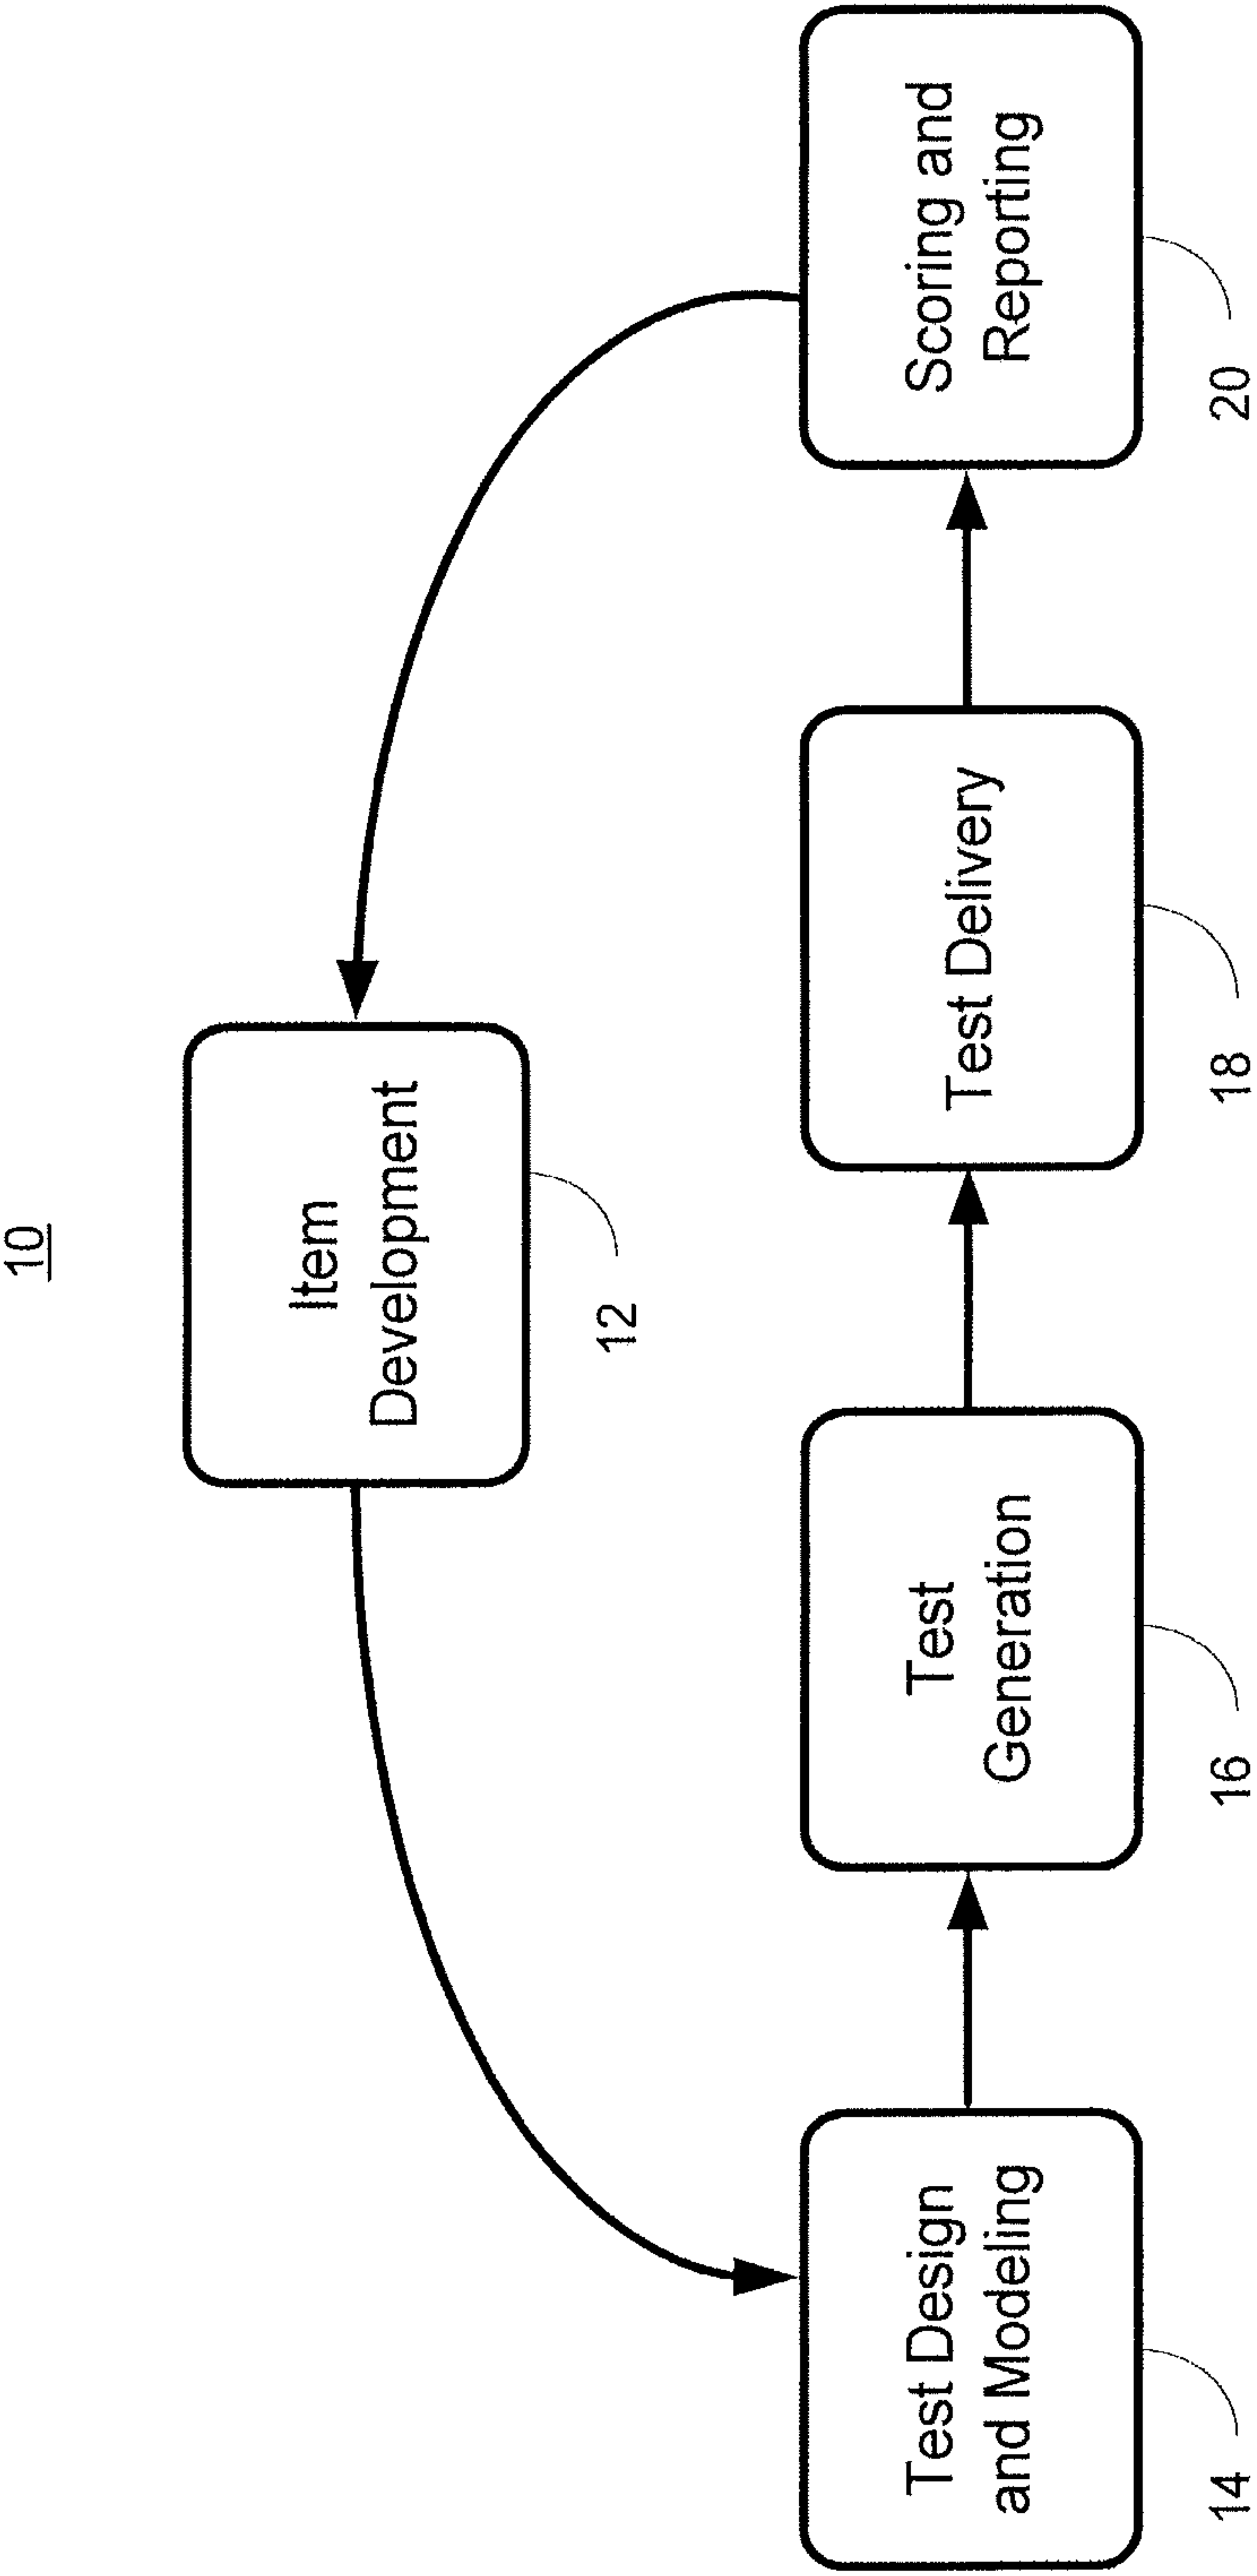 10
Item
Development
12
Test Design
and Modeling
14
Test
Generation
16
Test Delivery
18
Scoring and
Reporting
20